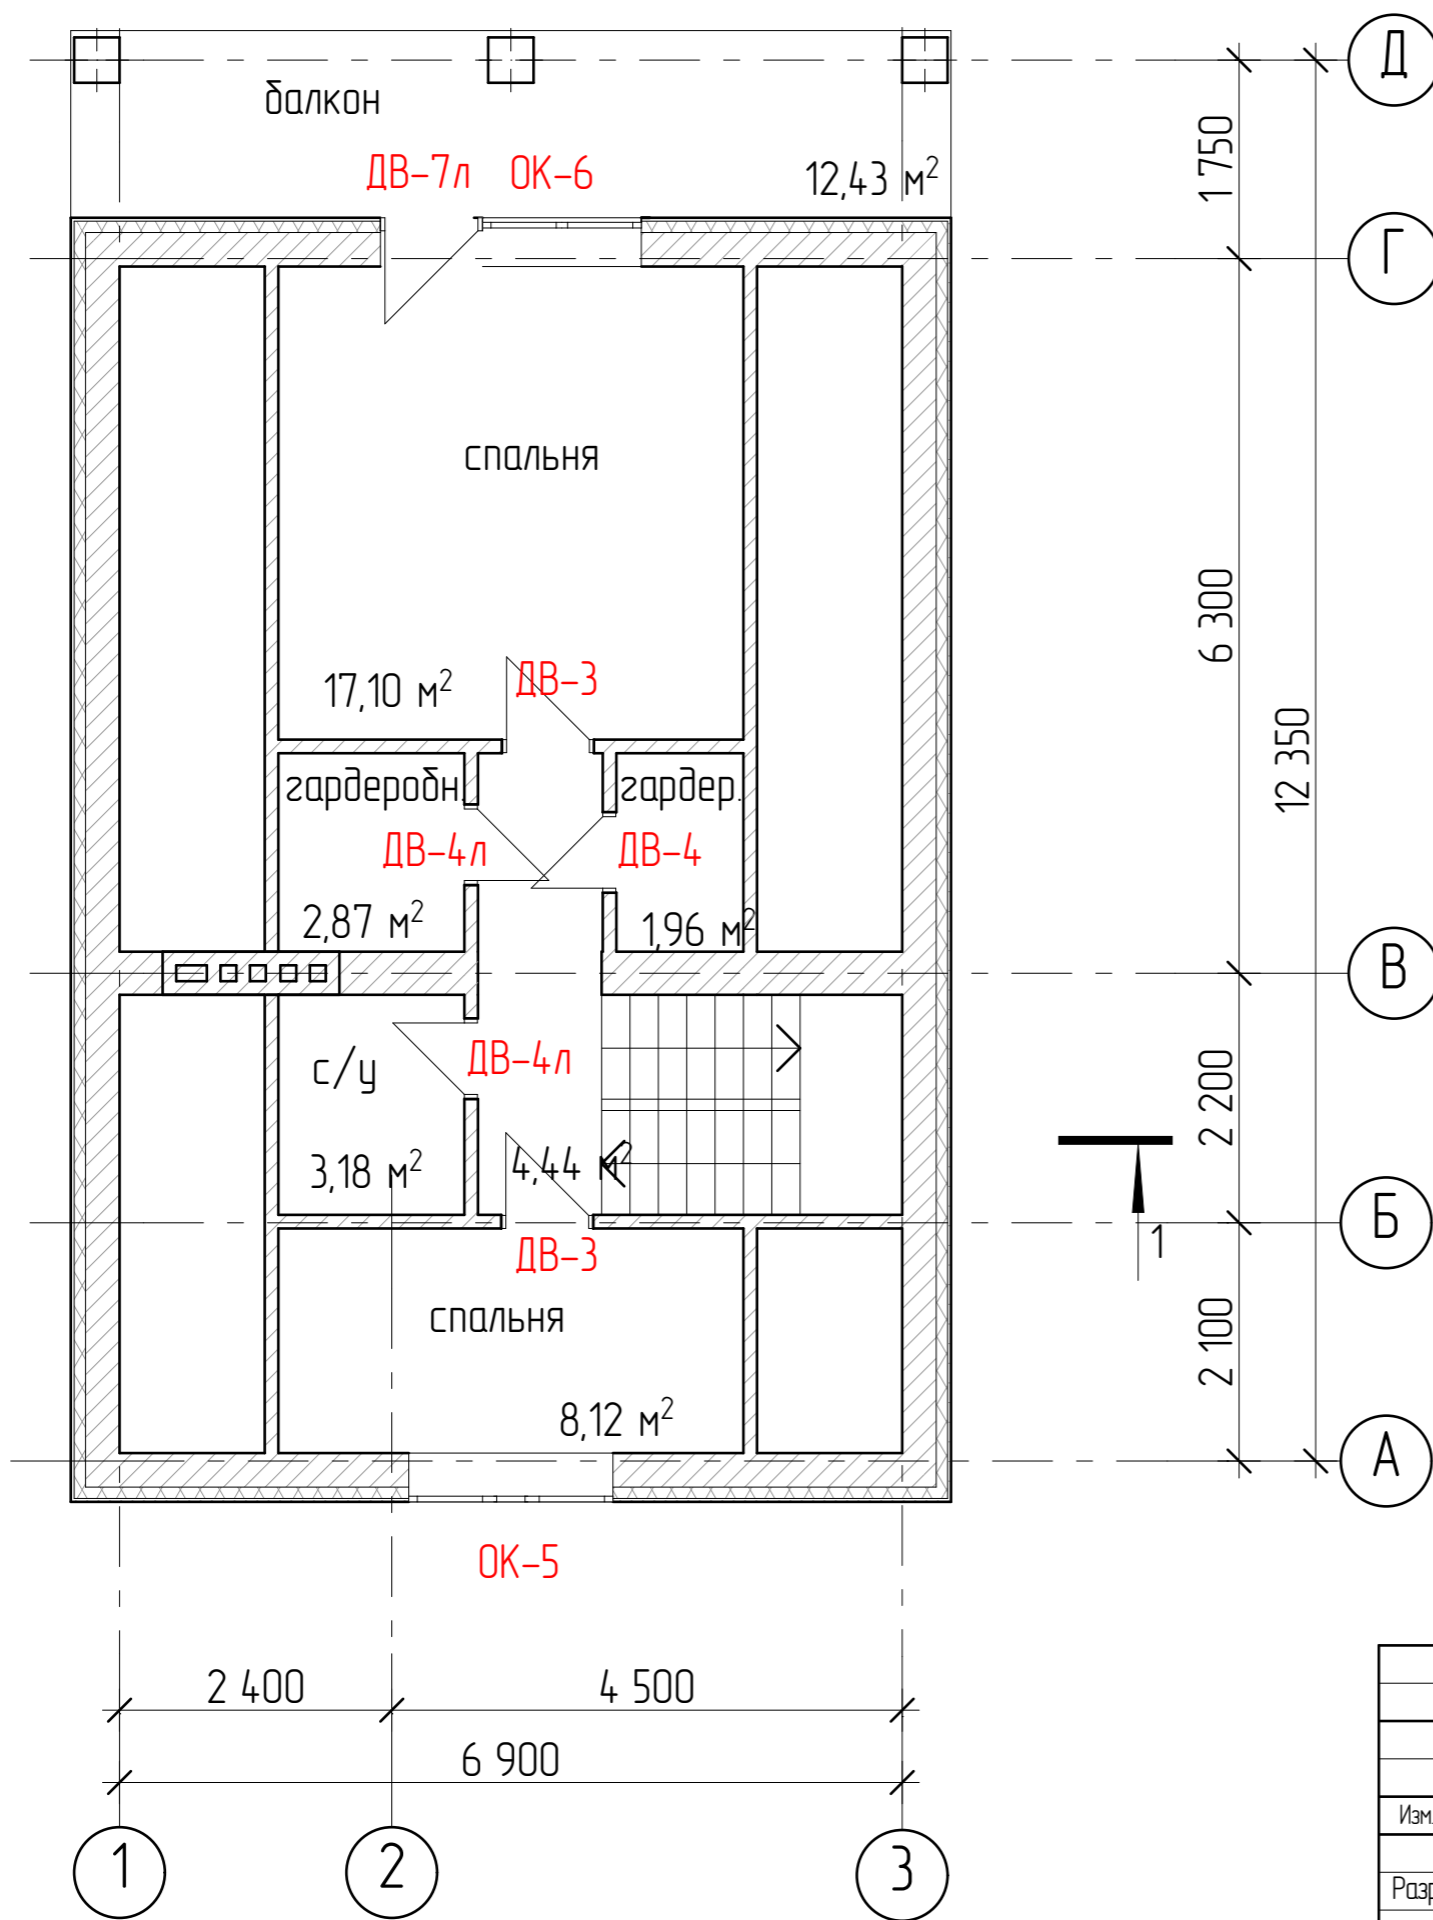 Д
балкон
1 750
ДВ-7л ОК-6
12,43 м²
Г
спальня
6 300
17,10 м²
ДВ-3
12 350
гардеробн.
гардер.
ДВ-4л
ДВ-4
2,87 м²
1,96 м²
В
с/у
ДВ-4л
2 200
3,18 м²
4,44 м²
Б
1
ДВ-3
спальня
2 100
8,12 м²
А
ОК-5
2 400
4 500
6 900
Изм.
Разр
1
2
3